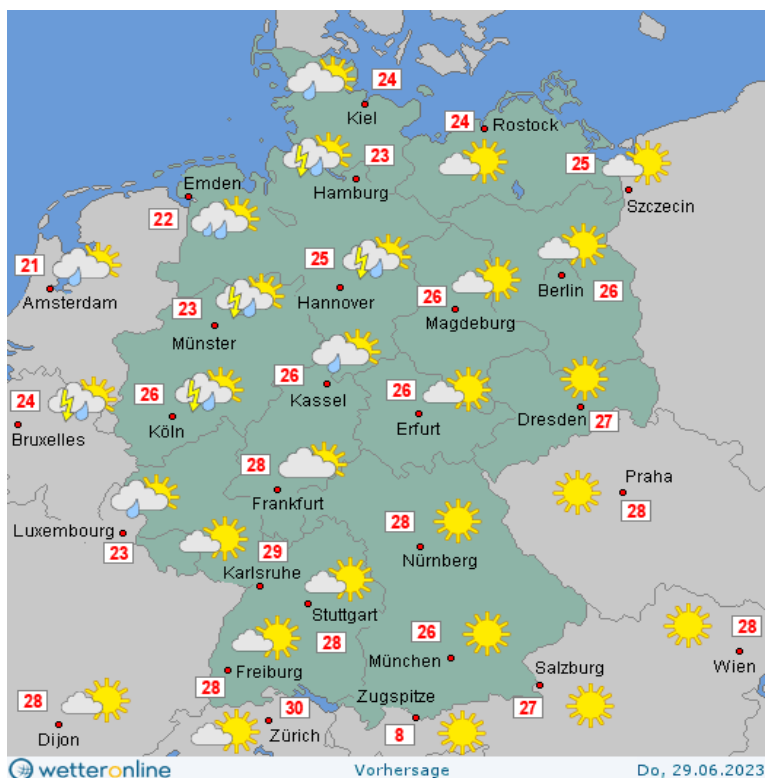 24
Kiel
24
Rostock
23
Hamburg
25
Szczecin
Emden
22
21
Amsterdam
25
Hannover
26
Magdeburg
Berlin
26
23
Münster
26
Kassel
26
Erfurt
Dresden
27
24
Bruxelles
26
Köln
28
Frankfurt
Praha
28
Luxembourg
23
28
Nürnberg
29
Karlsruhe
Stuttgart
28
26
München
28
Wien
Freiburg
28
Salzburg
27
Zugspitze
8
28
Dijon
30
Zürich
wetteronline
Vorhersage
Do, 29.06.2023